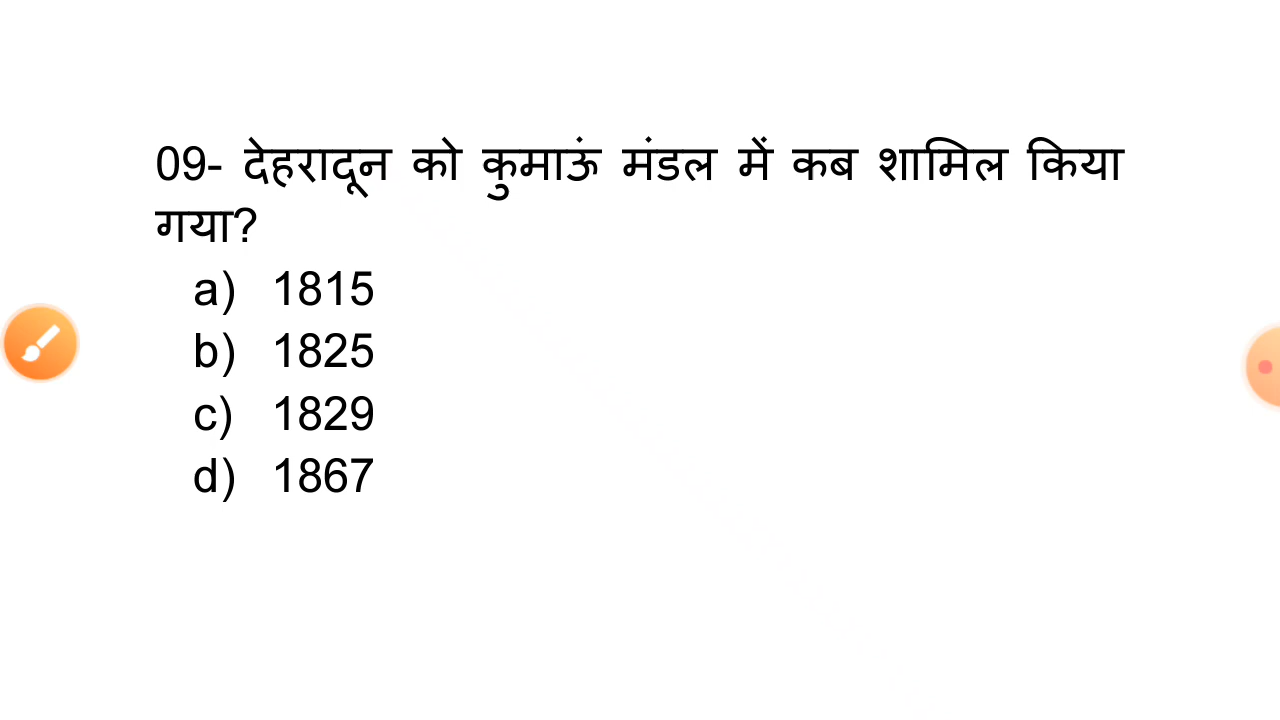 09- देहरादून को कुमाऊं मंडल में कब शामिल किया
गया?
a) 1815
b) 1825
c) 1829
d) 1867